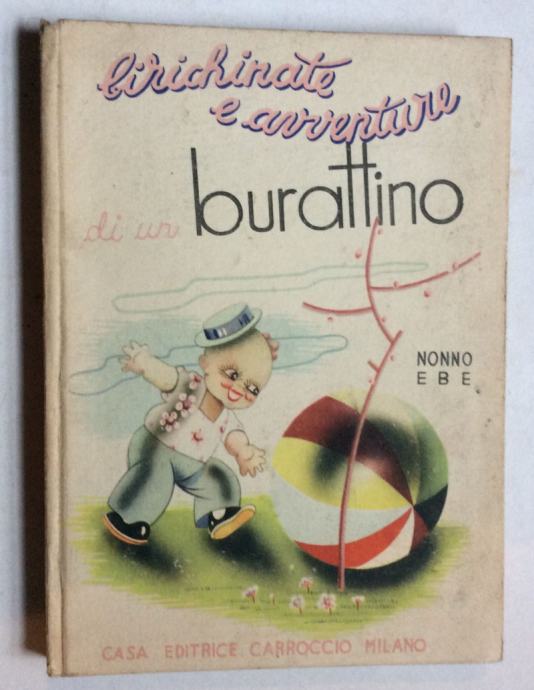 birichinate
e avventure
di un burattino
NONNO
EBE
CASA EDITRICE CARROCCIO MILANO